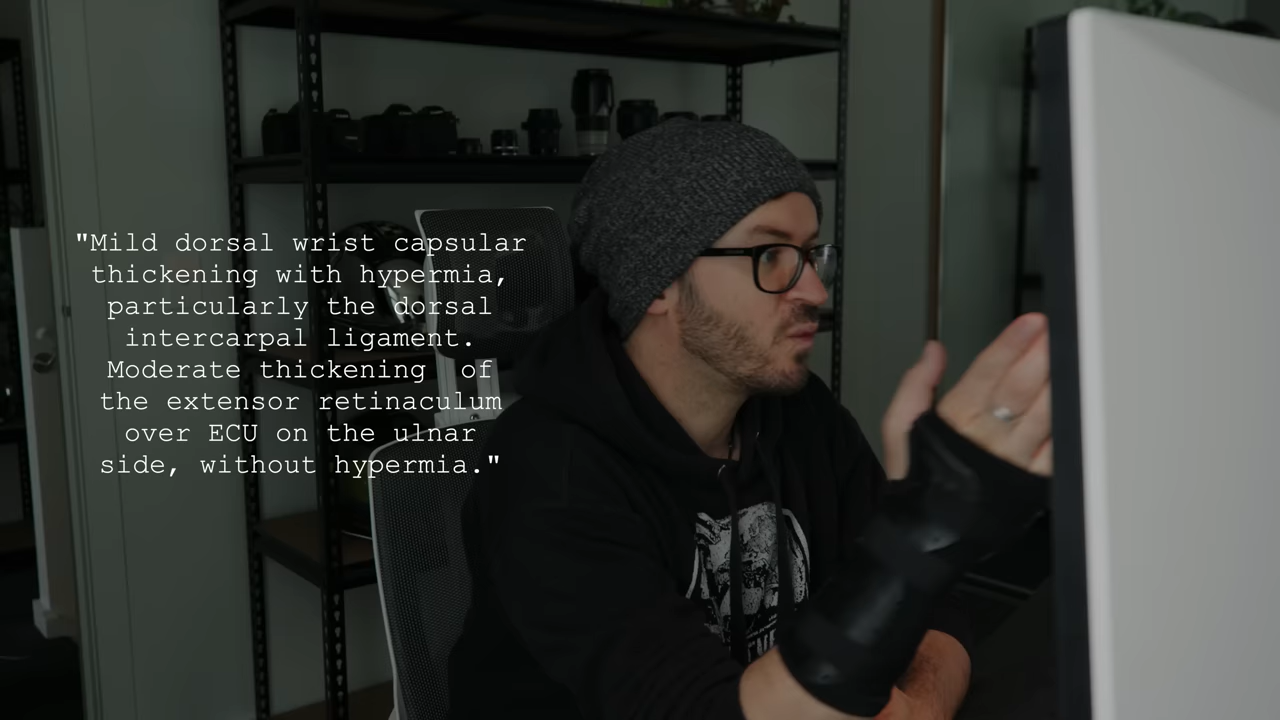 "Mild dorsal wrist capsular
thickening with hypermia,
particularly the dorsal
intercarpal ligament.
Moderate thickening  of
the extensor retinaculum
over ECU on the ulnar
side, without hypermia."